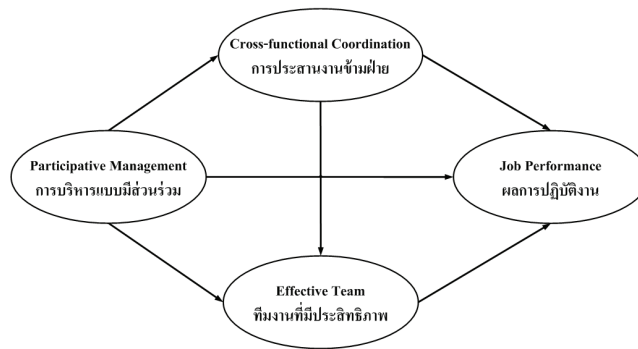 Cross-functional Coordination
การประสานงานข้ามฝ่าย
Participative Management
การบริหารแบบมีส่วนร่วม
Job Performance
ผลการปฏิบัติงาน
Effective Team
ทีมงานที่มีประสิทธิภาพ